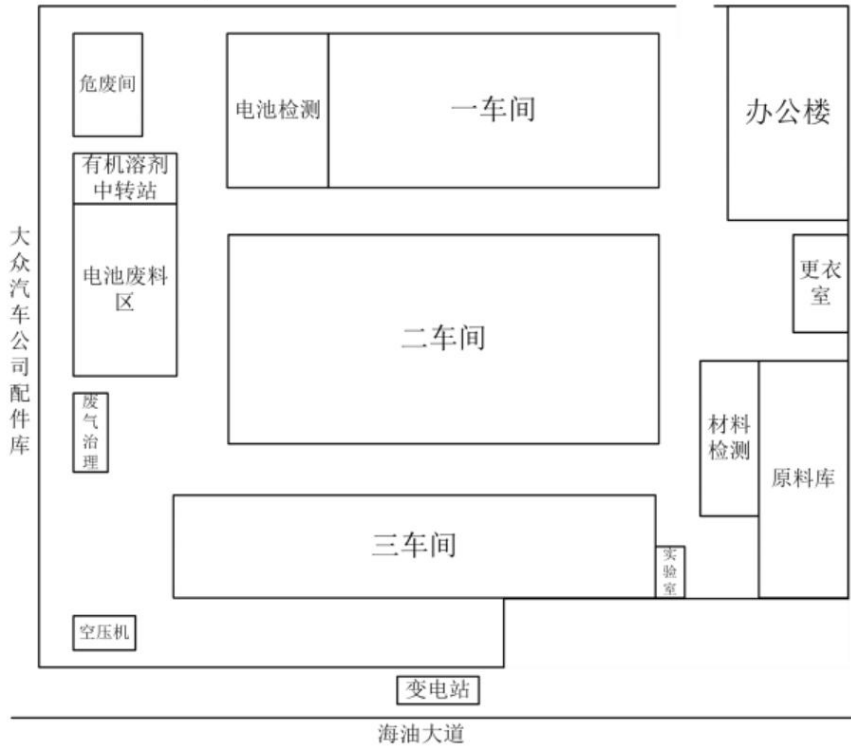 危废间
电池检测
一车间
办公楼
有机溶剂
中转站
大众汽车公司配件库
电池废料
区
二车间
更衣
室
废气治理
材料
检测
原料库
三车间
实验室
空压机
变电站
海油大道